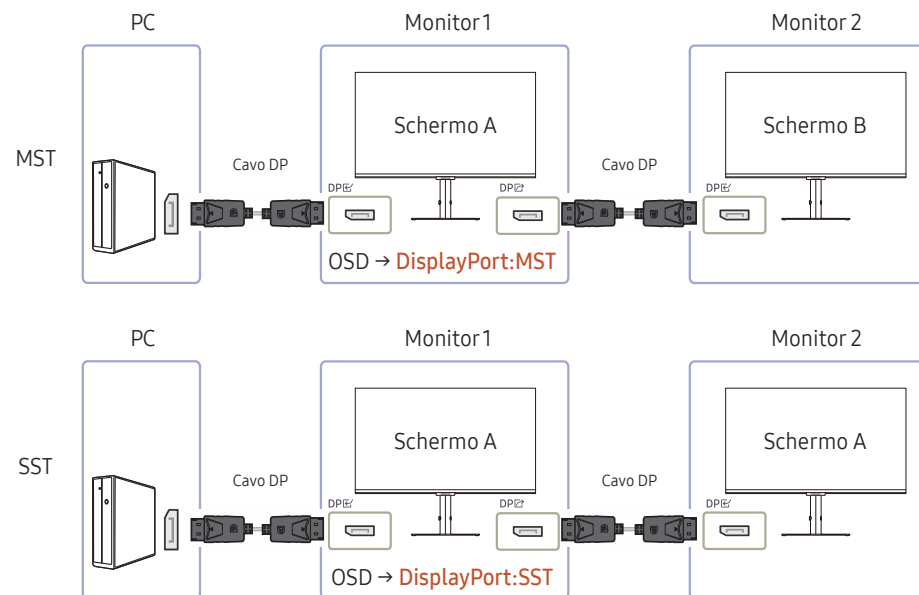 PC Monitor 1 Monitor 2
MST
Schermo A Schermo B
Cavo DP Cavo DP
DP DP DP
OSD → DisplayPort:MST
PC Monitor 1 Monitor 2
SST
Schermo A Schermo A
Cavo DP Cavo DP
DP DP DP
OSD → DisplayPort:SST